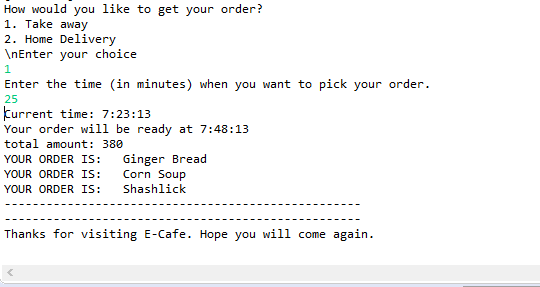 How would you like to get your order?
1. Take away
2. Home Delivery
\nEnter your choice
1
Enter the time (in minutes) when you want to pick your order.
25
Current time: 7:23:13
Your order will be ready at 7:48:13
total amount: 380
YOUR ORDER IS:   Ginger Bread
YOUR ORDER IS:   Corn Soup
YOUR ORDER IS:   Shashlick
---------------------------------------------------
---------------------------------------------------
Thanks for visiting E-Cafe. Hope you will come again.